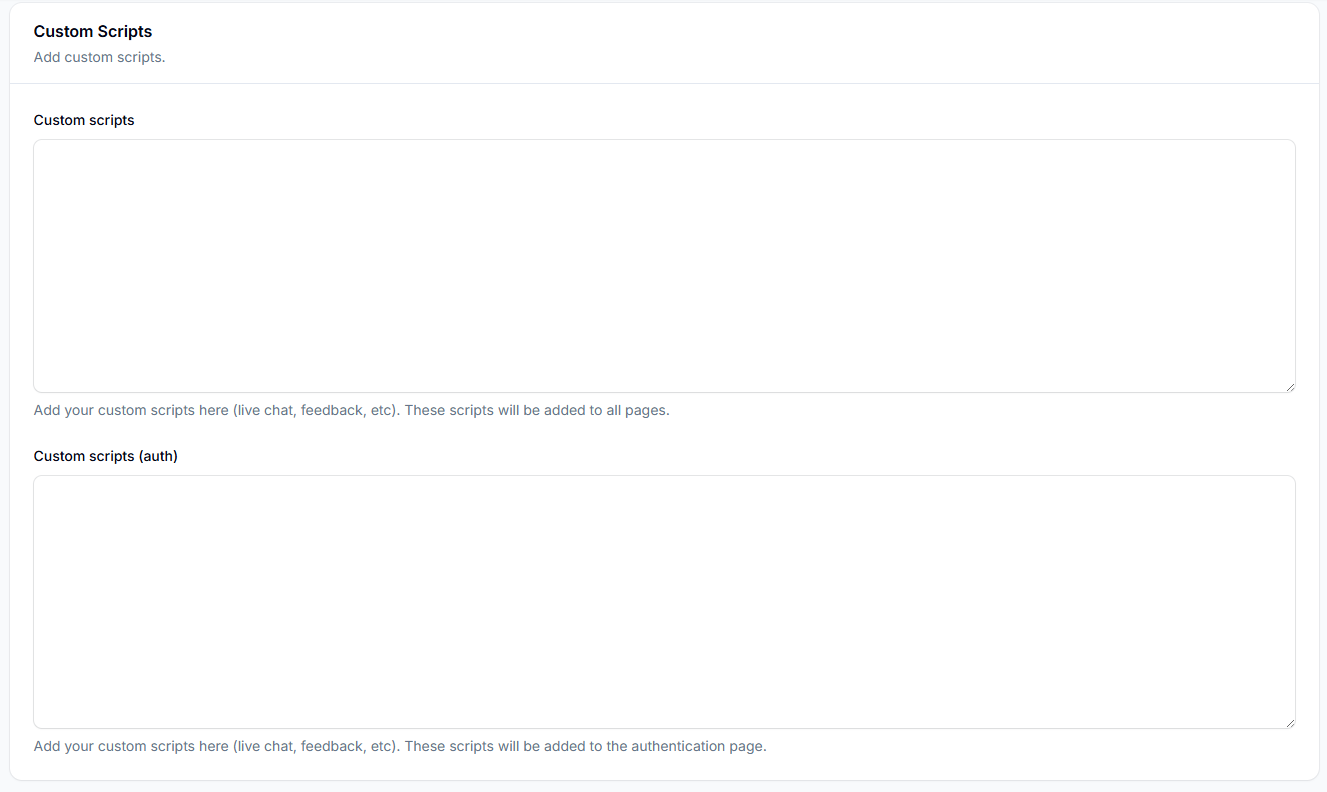 Custom Scripts
Add custom scripts.
Custom scripts
Add your custom scripts here (live chat, feedback, etc). These scripts will be added to all pages.
Custom scripts (auth)
Add your custom scripts here (live chat, feedback, etc). These scripts will be added to the authentication page.